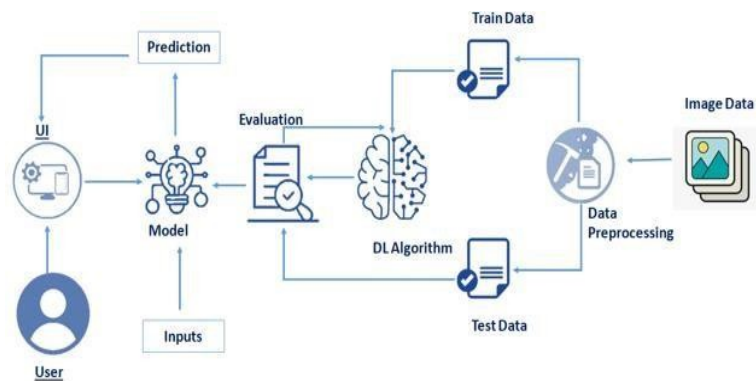 Train Data
Prediction
Image Data
Evaluation
UI
Data
Preprocessing
Model
DL Algorithm
Test Data
Inputs
User